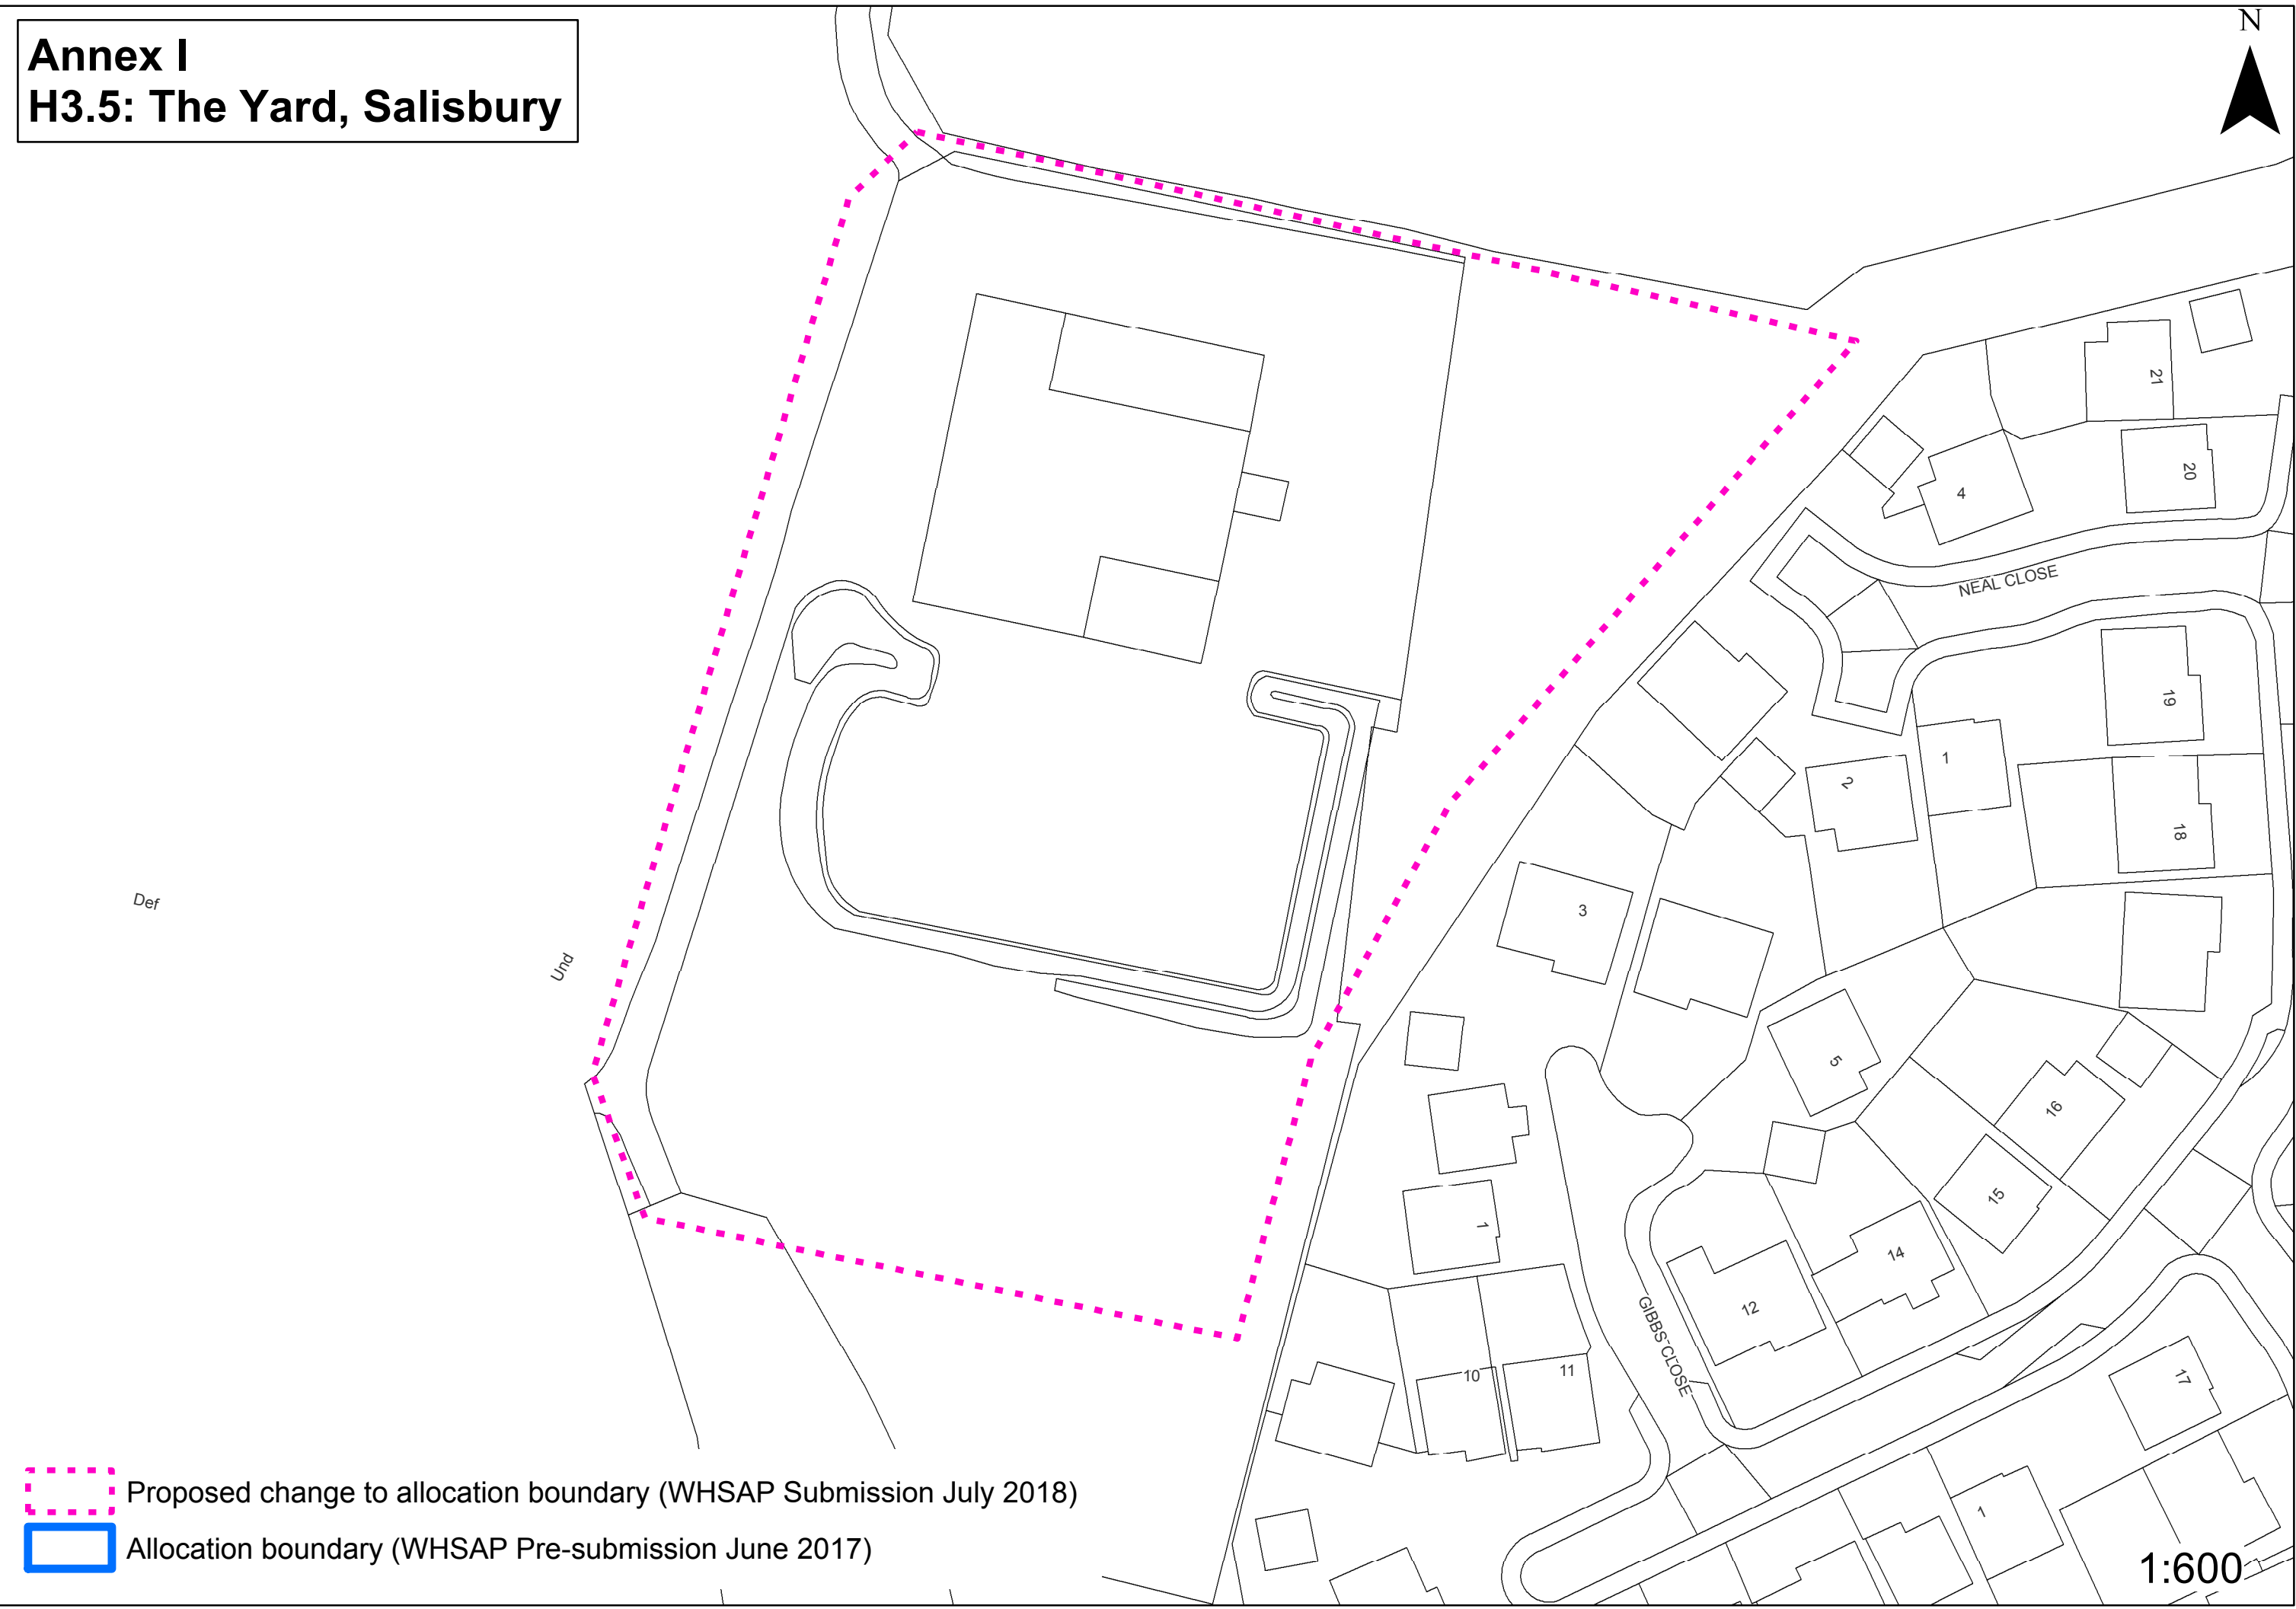 Annex I
H3.5: The Yard, Salisbury
N
21
20
4
NEAL CLOSE
19
1
2
18
3
Def
Und
5
16
15
1
14
12
GIBBS CLOSE
10
11
17
1
Proposed change to allocation boundary (WHSAP Submission July 2018)
Allocation boundary (WHSAP Pre-submission June 2017)
1:600